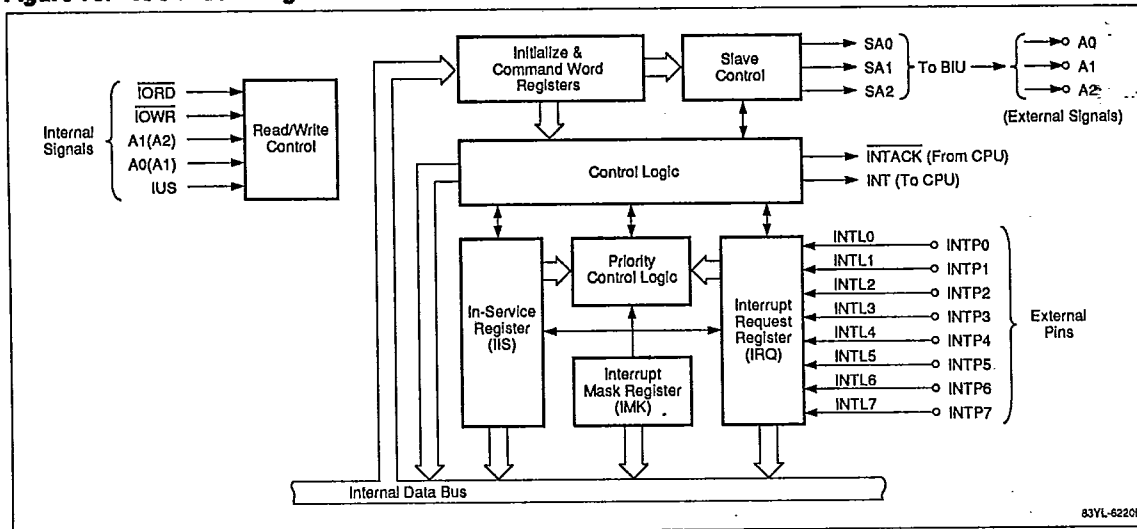 Initialize &
Command Word
Registers
Slave
Control
SA0
SA1
SA2
To BIU
A0
A1
A2
(External Signals)
Internal
Signals
IORD
IOWR
A1(A2)
A0(A1)
IUS
Read/Write
Control
Control Logic
INTACK (From CPU)
INT (To CPU)
In-Service
Register
(IIS)
Priority
Control Logic
Interrupt
Mask Register
(IMK)
Interrupt
Request
Register
(IRQ)
INTL0 INTP0
INTL1 INTP1
INTL2 INTP2
INTL3 INTP3
INTL4 INTP4
INTL5 INTP5
INTL6 INTP6
INTL7 INTP7
External
Pins
Internal Data Bus